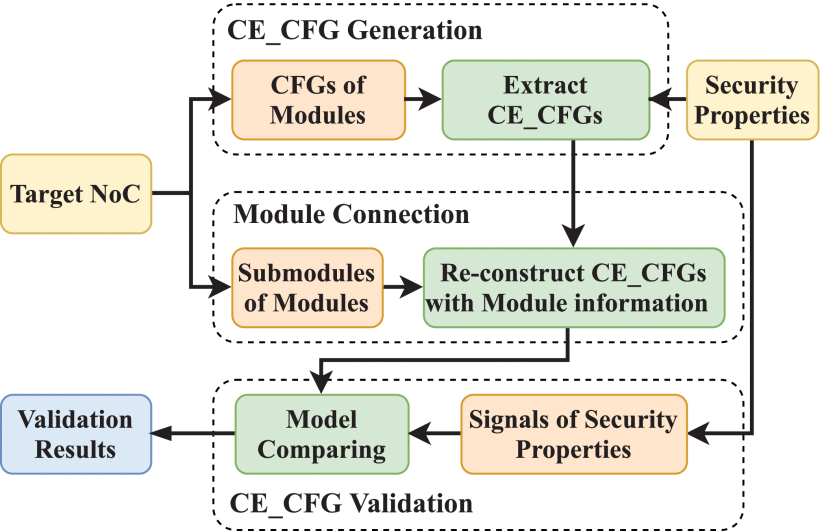 CE_CFG Generation
CFGs of
Modules
Extract
CE_CFGs
Security
Properties
Target NoC
Module Connection
Submodules
of Modules
Re-construct CE_CFGs
with Module information
Validation
Results
Model
Comparing
Signals of Security
Properties
CE_CFG Validation